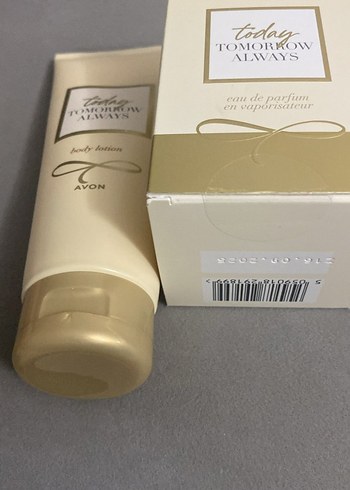 today
TOMORROW
ALWAYS
body lotion
AVON
today
TOMORROW
ALWAYS
eau de parfum
en vaporisateur